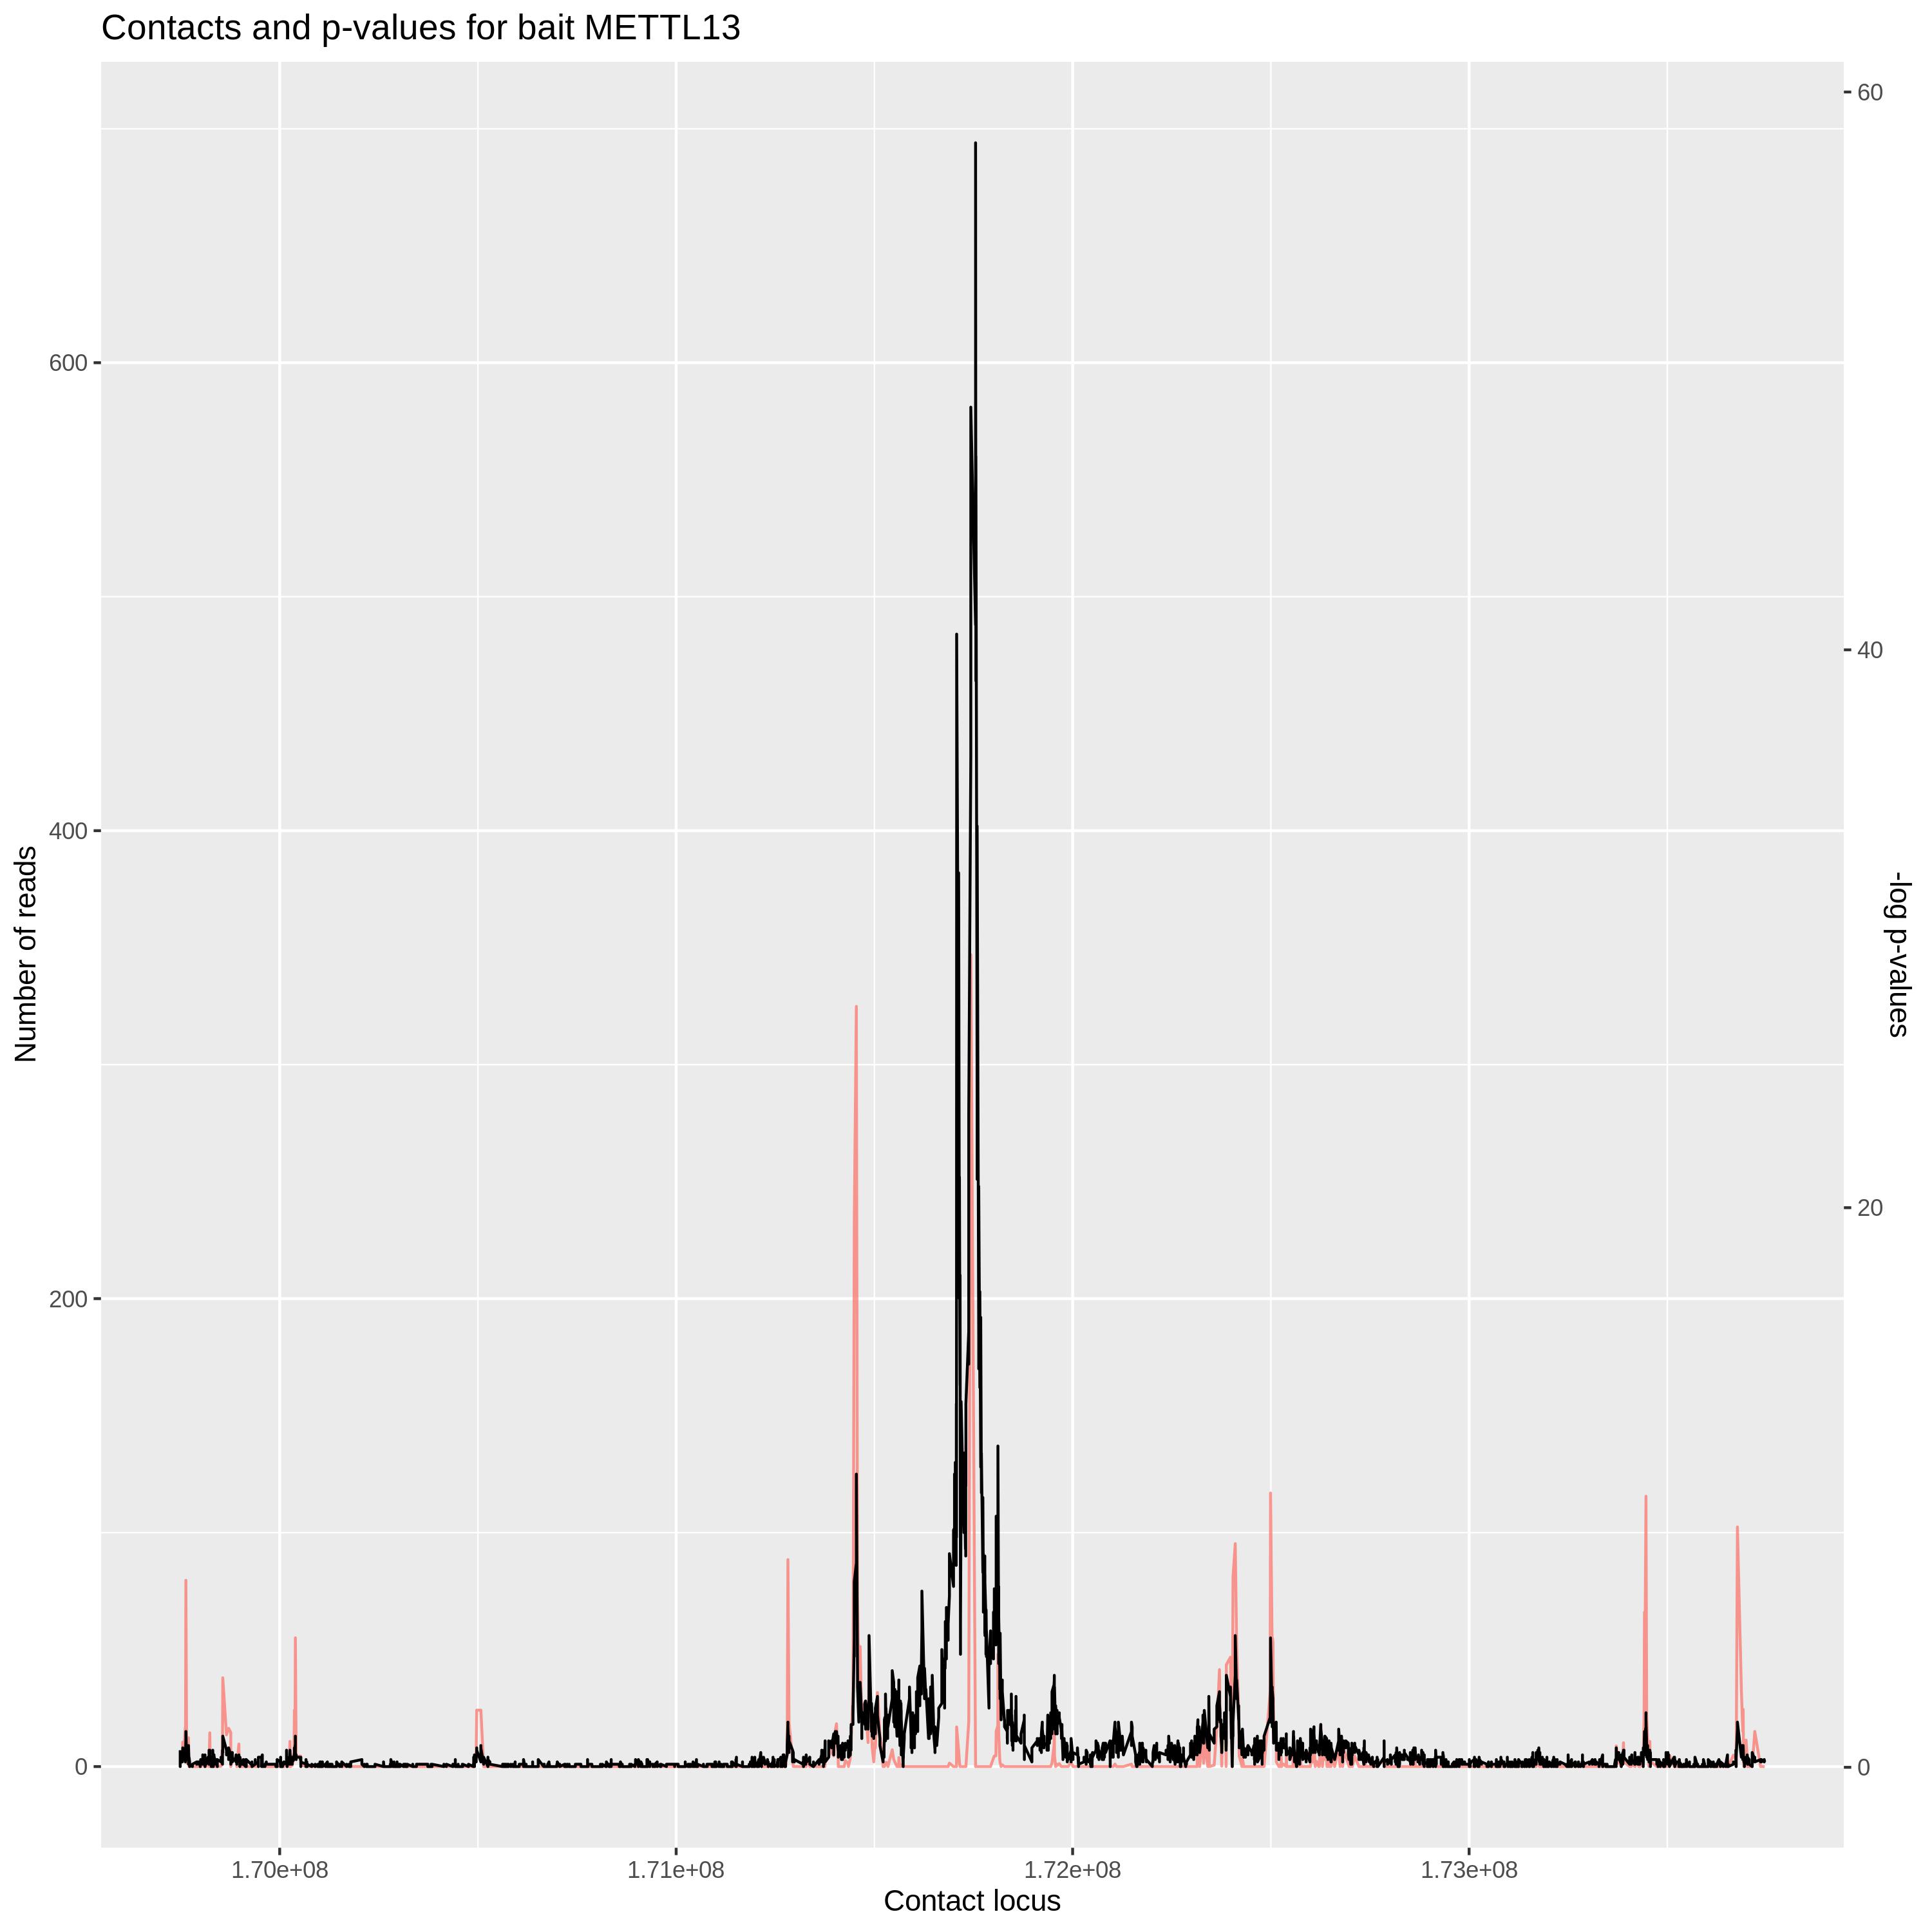 Contacts and p-values for bait METTL13
60
600
40
400
Number of reads
-log p-values
20
200
0
0
1.70e+08
1.71e+08
1.72e+08
1.73e+08
Contact locus